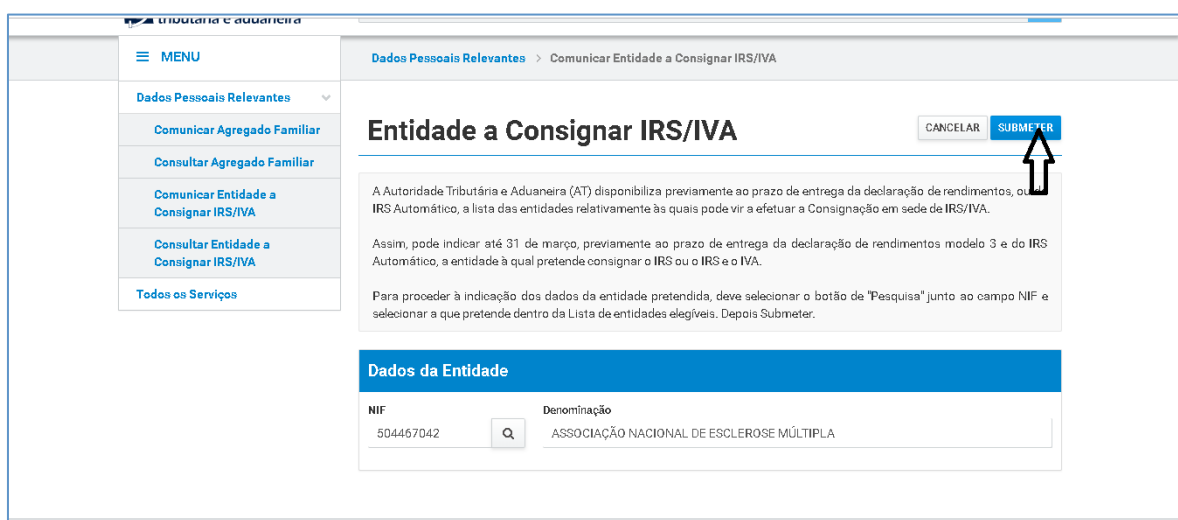 tributária e aduaneira
MENU
Dados Pessoais Relevantes > Comunicar Entidade a Consignar IRS/IVA
Dados Pessoais Relevantes
Comunicar Agregado Familiar
Consultar Agregado Familiar
Comunicar Entidade a
Consignar IRS/IVA
Consultar Entidade a
Consignar IRS/IVA
Todos os Serviços
Entidade a Consignar IRS/IVA
CANCELAR
SUBMETER
A Autoridade Tributária e Aduaneira (AT) disponibiliza previamente ao prazo de entrega da declaração de rendimentos, ou do
IRS Automático, a lista das entidades relativamente às quais pode vir a efetuar a Consignação em sede de IRS/IVA.
Assim, pode indicar até 31 de março, previamente ao prazo de entrega da declaração de rendimentos modelo 3 e do IRS
Automático, a entidade à qual pretende consignar o IRS ou o IRS e o IVA.
Para proceder à indicação dos dados da entidade pretendida, deve selecionar o botão de "Pesquisa" junto ao campo NIF e
selecionar a que pretende dentro da Lista de entidades elegíveis. Depois Submeter.
Dados da Entidade
NIF
Denominação
504467042
ASSOCIAÇÃO NACIONAL DE ESCLEROSE MÚLTIPLA